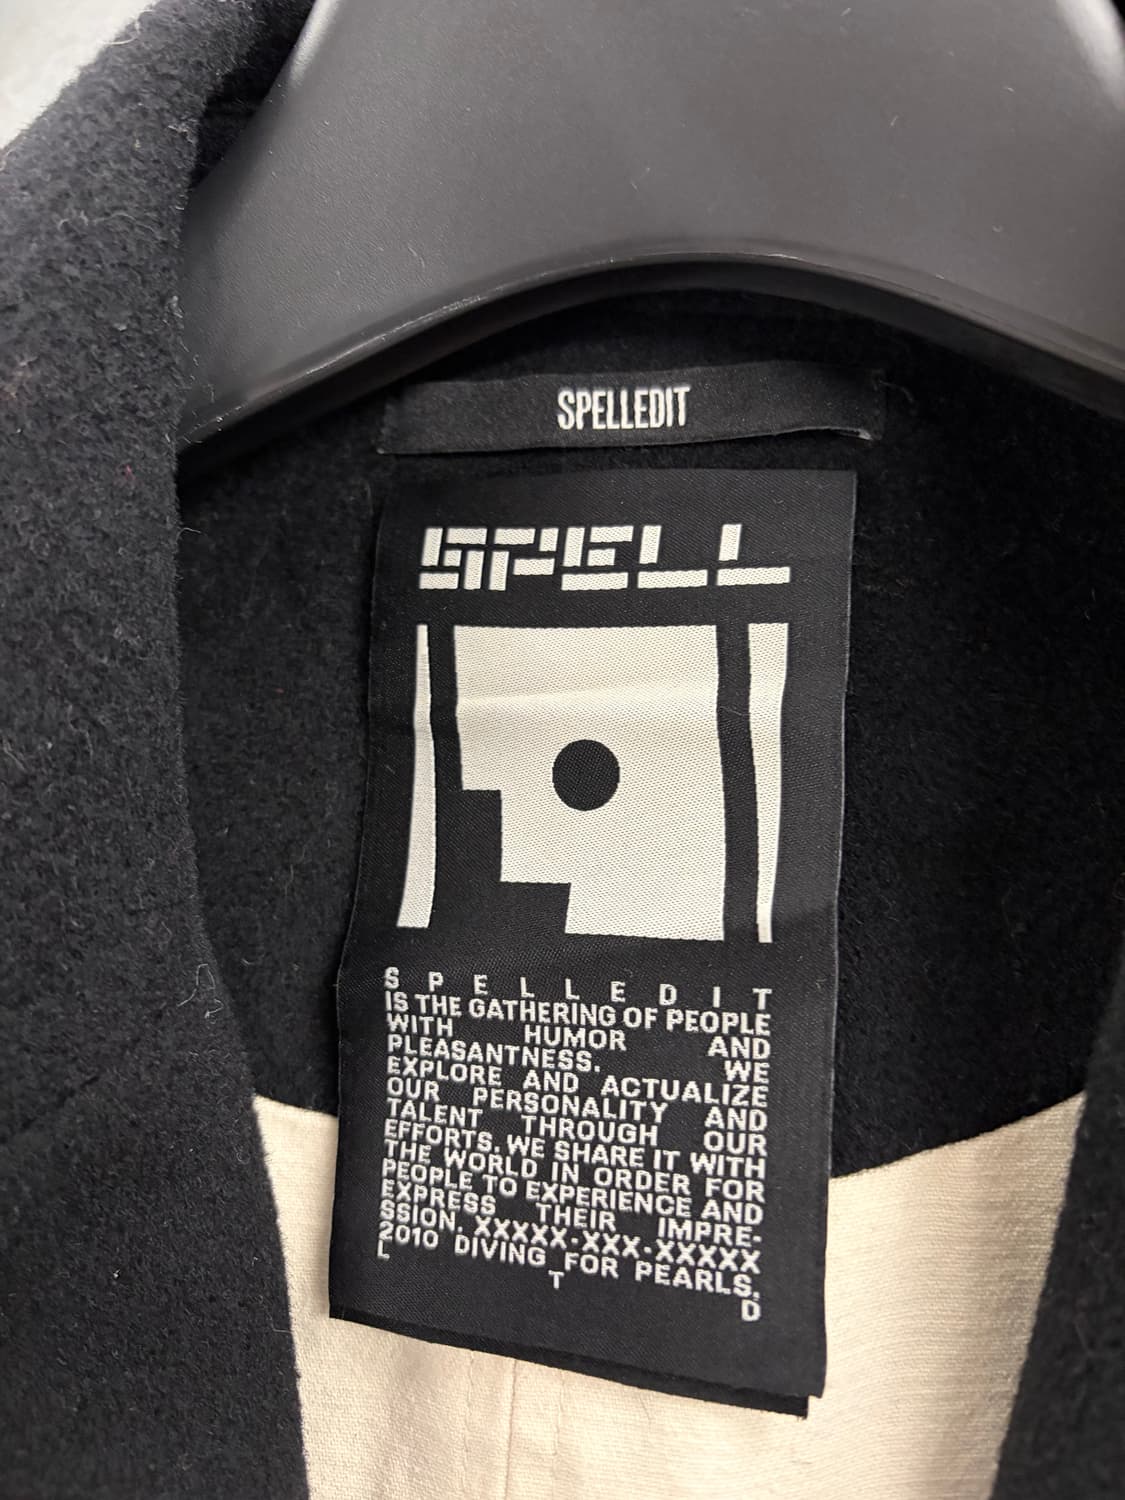 SPELLEDIT
SPELL
SPELLEDIT
IS THE GATHERING OF PEOPLE
WITH HUMOR AND
PLEASANTNESS. WE
EXPLORE AND ACTUALIZE
OUR PERSONALITY AND
TALENT THROUGH OUR
EFFORTS. WE SHARE IT WITH
THE WORLD IN ORDER FOR
PEOPLE TO EXPERIENCE AND
EXPRESS THEIR IMPRE-
SSION. XXXXX-XXX-XXXXX
2010 DIVING FOR PEARLS.
L T D